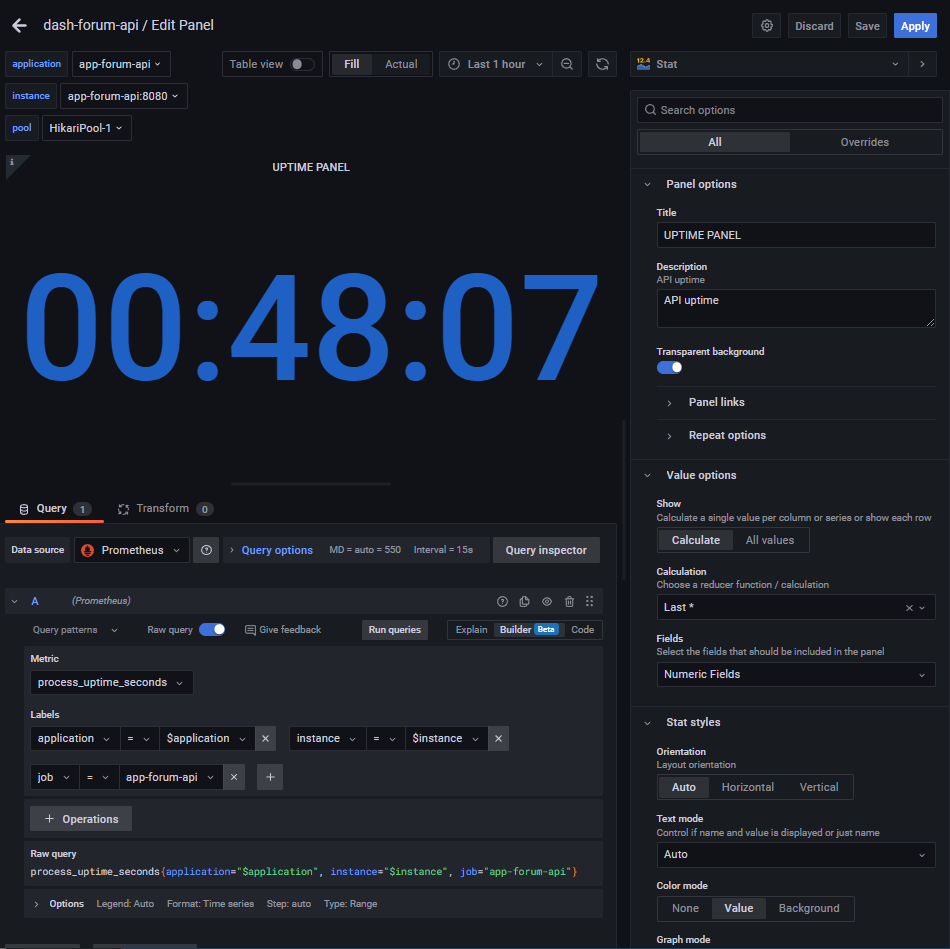 dash-forum-api / Edit Panel
Discard
Save
Apply
application app-forum-api
Table view
Fill Actual
Last 1 hour
12.4 Stat
instance app-forum-api:8080
pool HikariPool-1
Search options
All Overrides
i
UPTIME PANEL
00:48:07
Panel options
Title
UPTIME PANEL
Description
API uptime
API uptime
Transparent background
Panel links
Repeat options
Value options
Show
Calculate a single value per column or series or show each row
Calculate All values
Calculation
Choose a reducer function / calculation
Last *
Fields
Select the fields that should be included in the panel
Numeric Fields
Stat styles
Orientation
Layout orientation
Auto Horizontal Vertical
Text mode
Control if name and value is displayed or just name
Auto
Color mode
None Value Background
Graph mode
Query 1 Transform 0
Data source Prometheus Query options MD = auto = 550 Interval = 15s Query inspector
A (Prometheus)
Query patterns Raw query Give feedback Run queries Explain Builder Beta Code
Metric
process_uptime_seconds
Labels
application = $application instance = $instance
job = app-forum-api
+ Operations
Raw query
process_uptime_seconds{application="$application", instance="$instance", job="app-forum-api"}
Options Legend: Auto Format: Time series Step: auto Type: Range